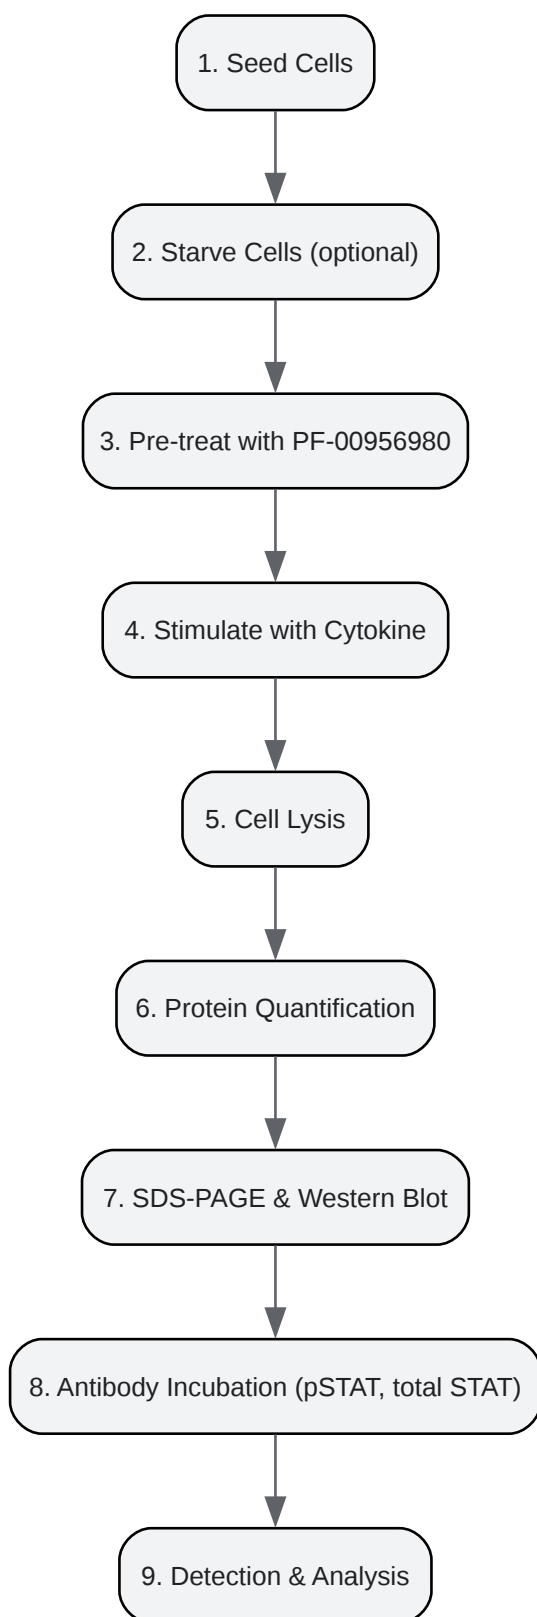 1. Seed Cells
2. Starve Cells (optional)
3. Pre-treat with PF-00956980
4. Stimulate with Cytokine
5. Cell Lysis
6. Protein Quantification
7. SDS-PAGE & Western Blot
8. Antibody Incubation (pSTAT, total STAT)
9. Detection & Analysis